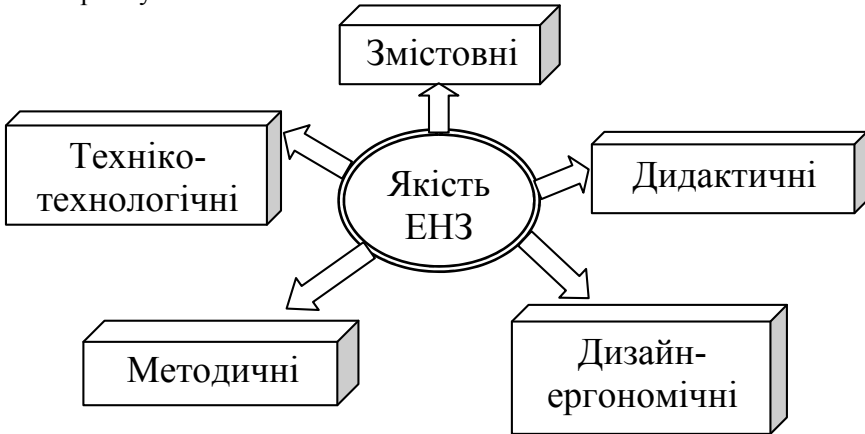 Змістовні
Техніко-
технологічні
Якість
ЕНЗ
Дидактичні
Методичні
Дизайн-
ергономічні